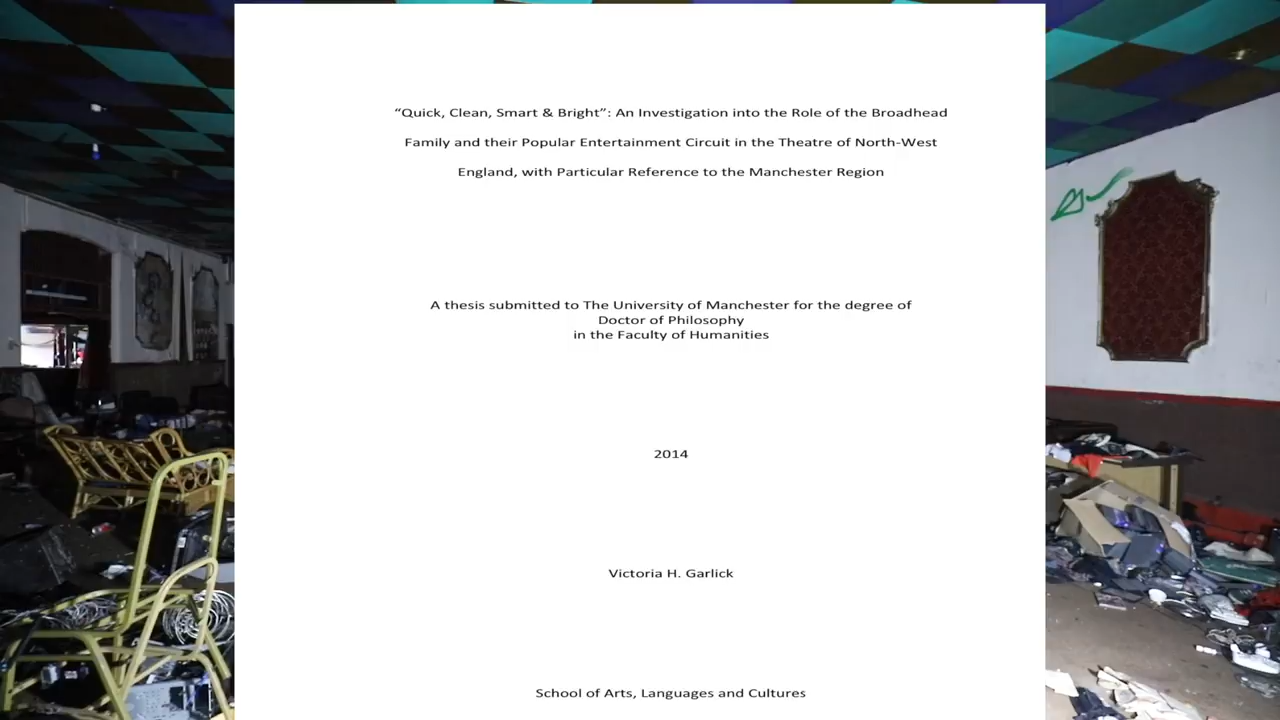 “Quick, Clean, Smart & Bright”: An Investigation into the Role of the Broadhead
Family and their Popular Entertainment Circuit in the Theatre of North-West
England, with Particular Reference to the Manchester Region
A thesis submitted to The University of Manchester for the degree of
Doctor of Philosophy
in the Faculty of Humanities
2014
Victoria H. Garlick
School of Arts, Languages and Cultures